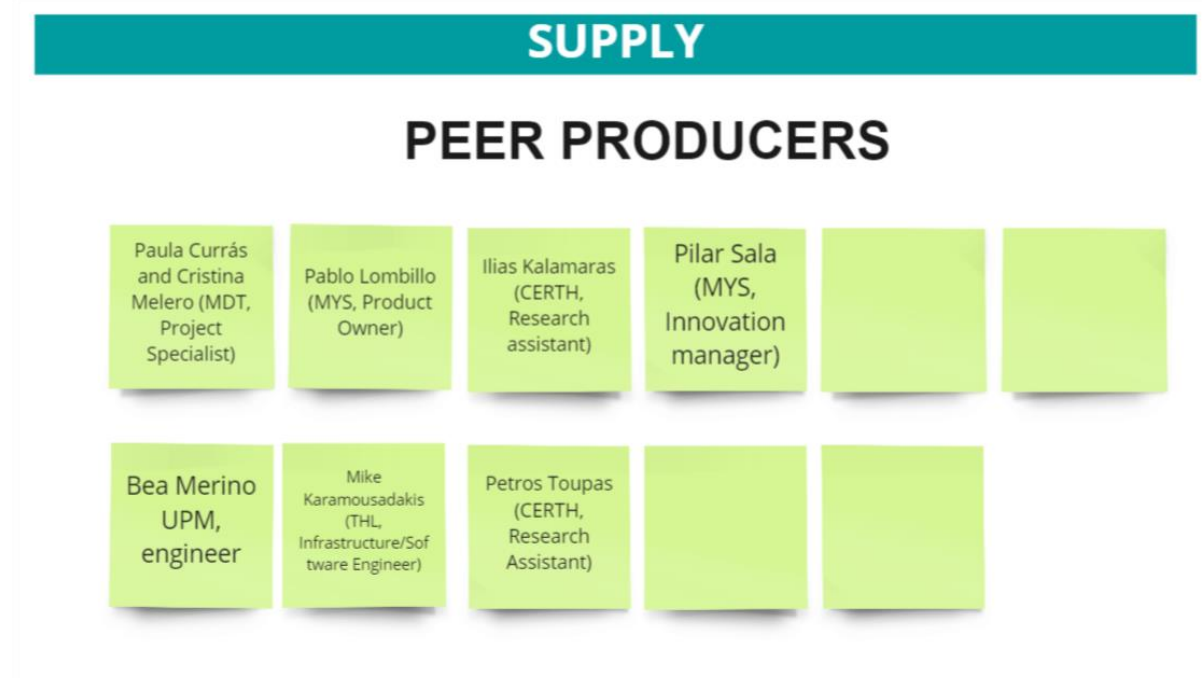 SUPPLY
PEER PRODUCERS
Paula Currás
and Cristina
Melero (MDT,
Project
Specialist)
Pablo Lombillo
(MYS, Product
Owner)
Ilias Kalamaras
(CERTH,
Research
assistant)
Pilar Sala
(MYS,
Innovation
manager)
Bea Merino
UPM,
engineer
Mike
Karamousadakis
(THL,
Infrastructure/Sof
tware Engineer)
Petros Toupas
(CERTH,
Research
Assistant)